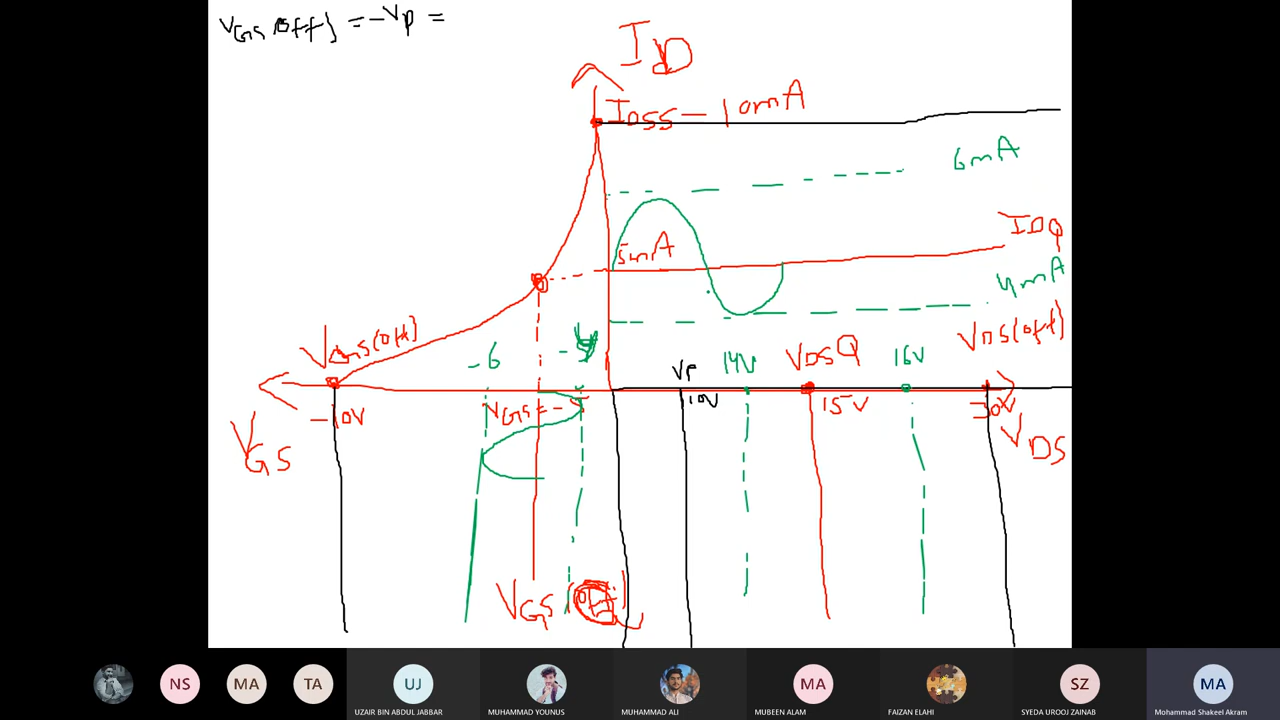 VGS(Off) = -VP =
ID
IDSS - 10mA
6mA
IDQ
5mA
4mA
VGS(off)
VDS(off)
-6
VP
14V
VDSQ
16V
-10V
VGS = -5
10V
15V
30V
VGS
VDS
VGS
NS
MA
TA
UJ
MA
SZ
MA
UZAIR BIN ABDUL JABBAR
MUHAMMAD YOUNUS
MUHAMMAD ALI
MUBEEN ALAM
FAIZAN ELAHI
SYEDA UROOJ ZAINAB
Mohammad Shakeel Akram